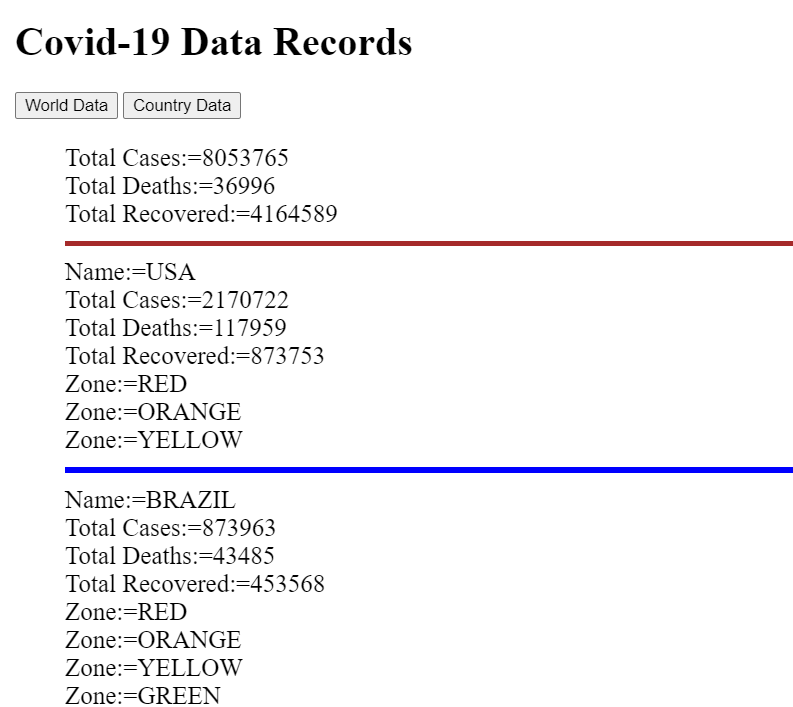 Covid-19 Data Records
World Data Country Data
Total Cases:=8053765
Total Deaths:=36996
Total Recovered:=4164589
Name:=USA
Total Cases:=2170722
Total Deaths:=117959
Total Recovered:=873753
Zone:=RED
Zone:=ORANGE
Zone:=YELLOW
Name:=BRAZIL
Total Cases:=873963
Total Deaths:=43485
Total Recovered:=453568
Zone:=RED
Zone:=ORANGE
Zone:=YELLOW
Zone:=GREEN